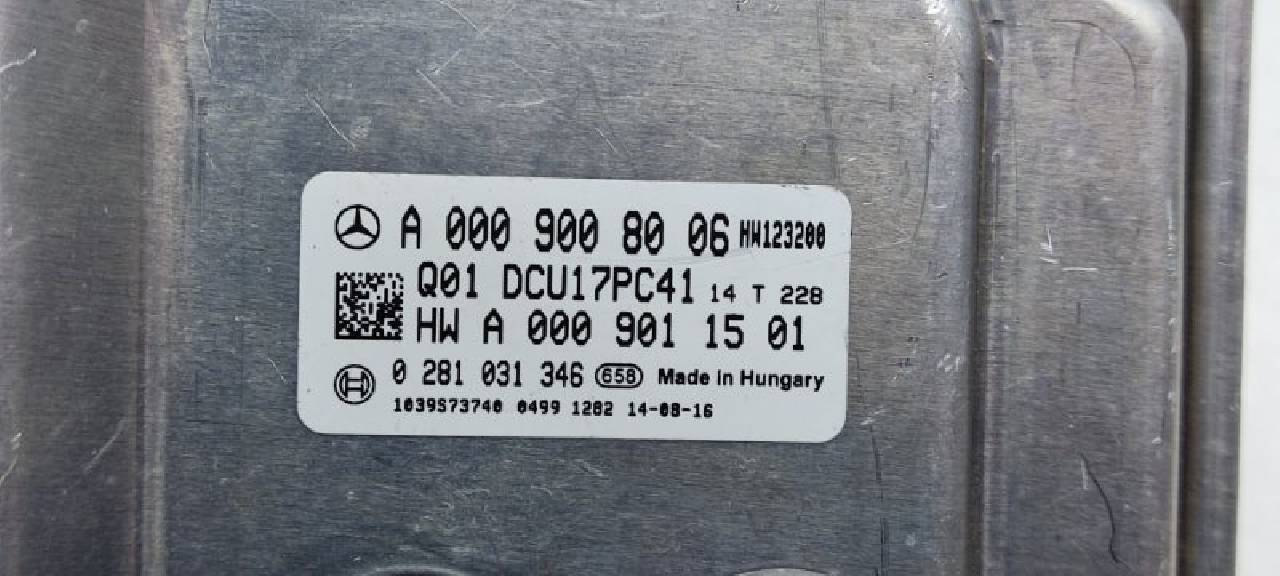 A 000 900 80 06 HW123200
Q01 DCU17PC41 14 T 228
HW A 000 901 15 01
0 281 031 346 658 Made in Hungary
1039S73740 0499 1282 14-08-16